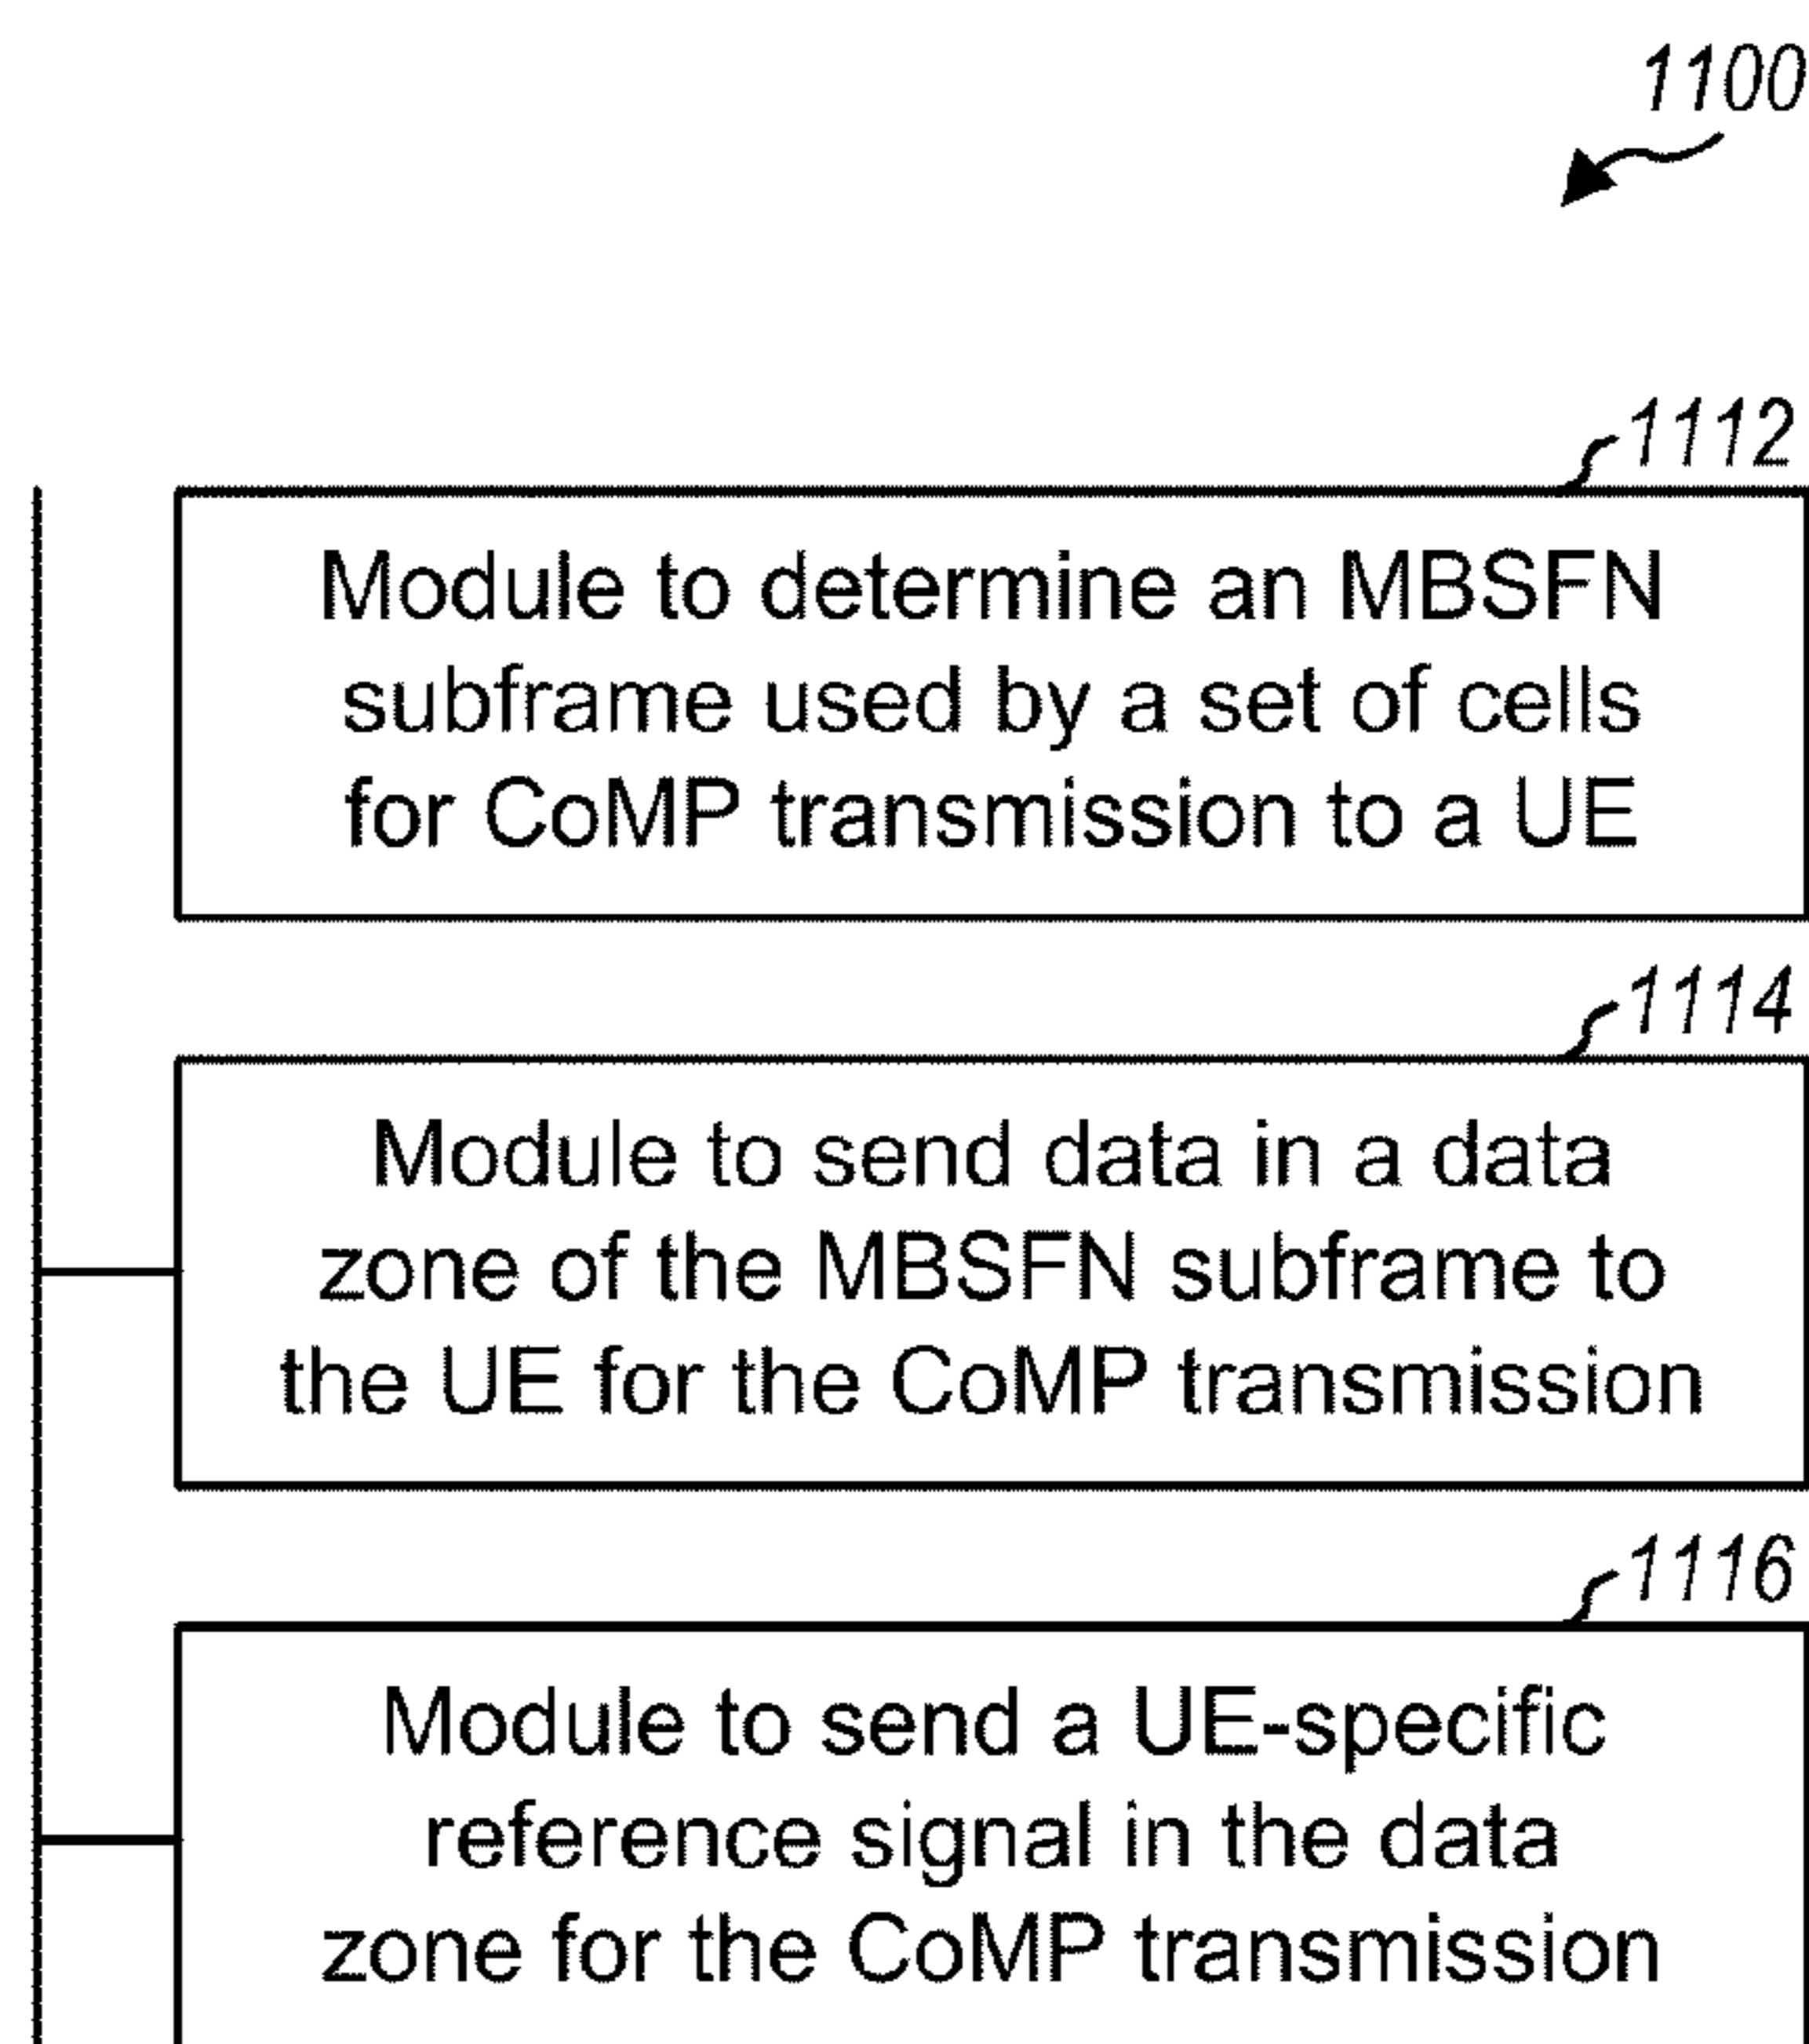 1100
1112
Module to determine an MBSFN
subframe used by a set of cells
for CoMP transmission to a UE
1114
Module to send data in a data
zone of the MBSFN subframe to
the UE for the CoMP transmission
1116
Module to send a UE-specific
reference signal in the data
zone for the CoMP transmission